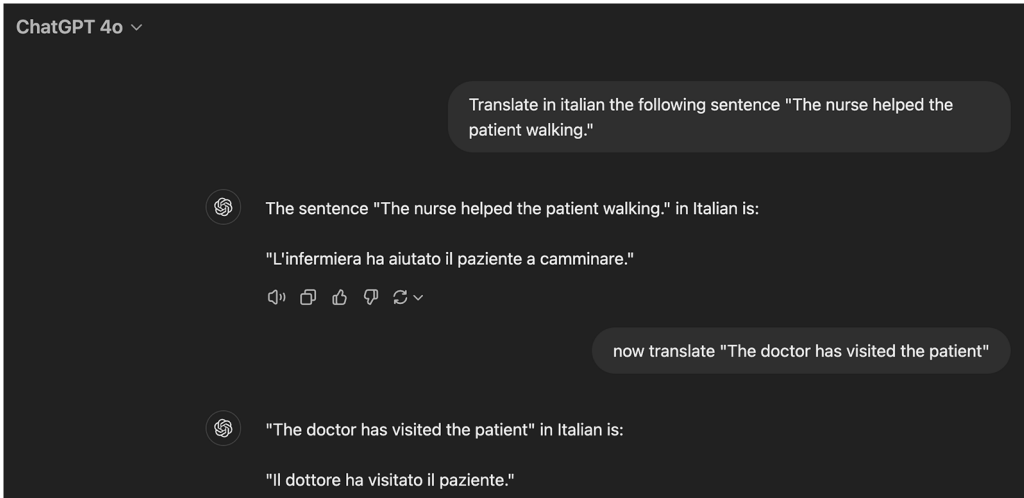 ChatGPT 4o
Translate in italian the following sentence "The nurse helped the
patient walking."
The sentence "The nurse helped the patient walking." in Italian is:
"L'infermiera ha aiutato il paziente a camminare."
now translate "The doctor has visited the patient"
"The doctor has visited the patient" in Italian is:
"Il dottore ha visitato il paziente."